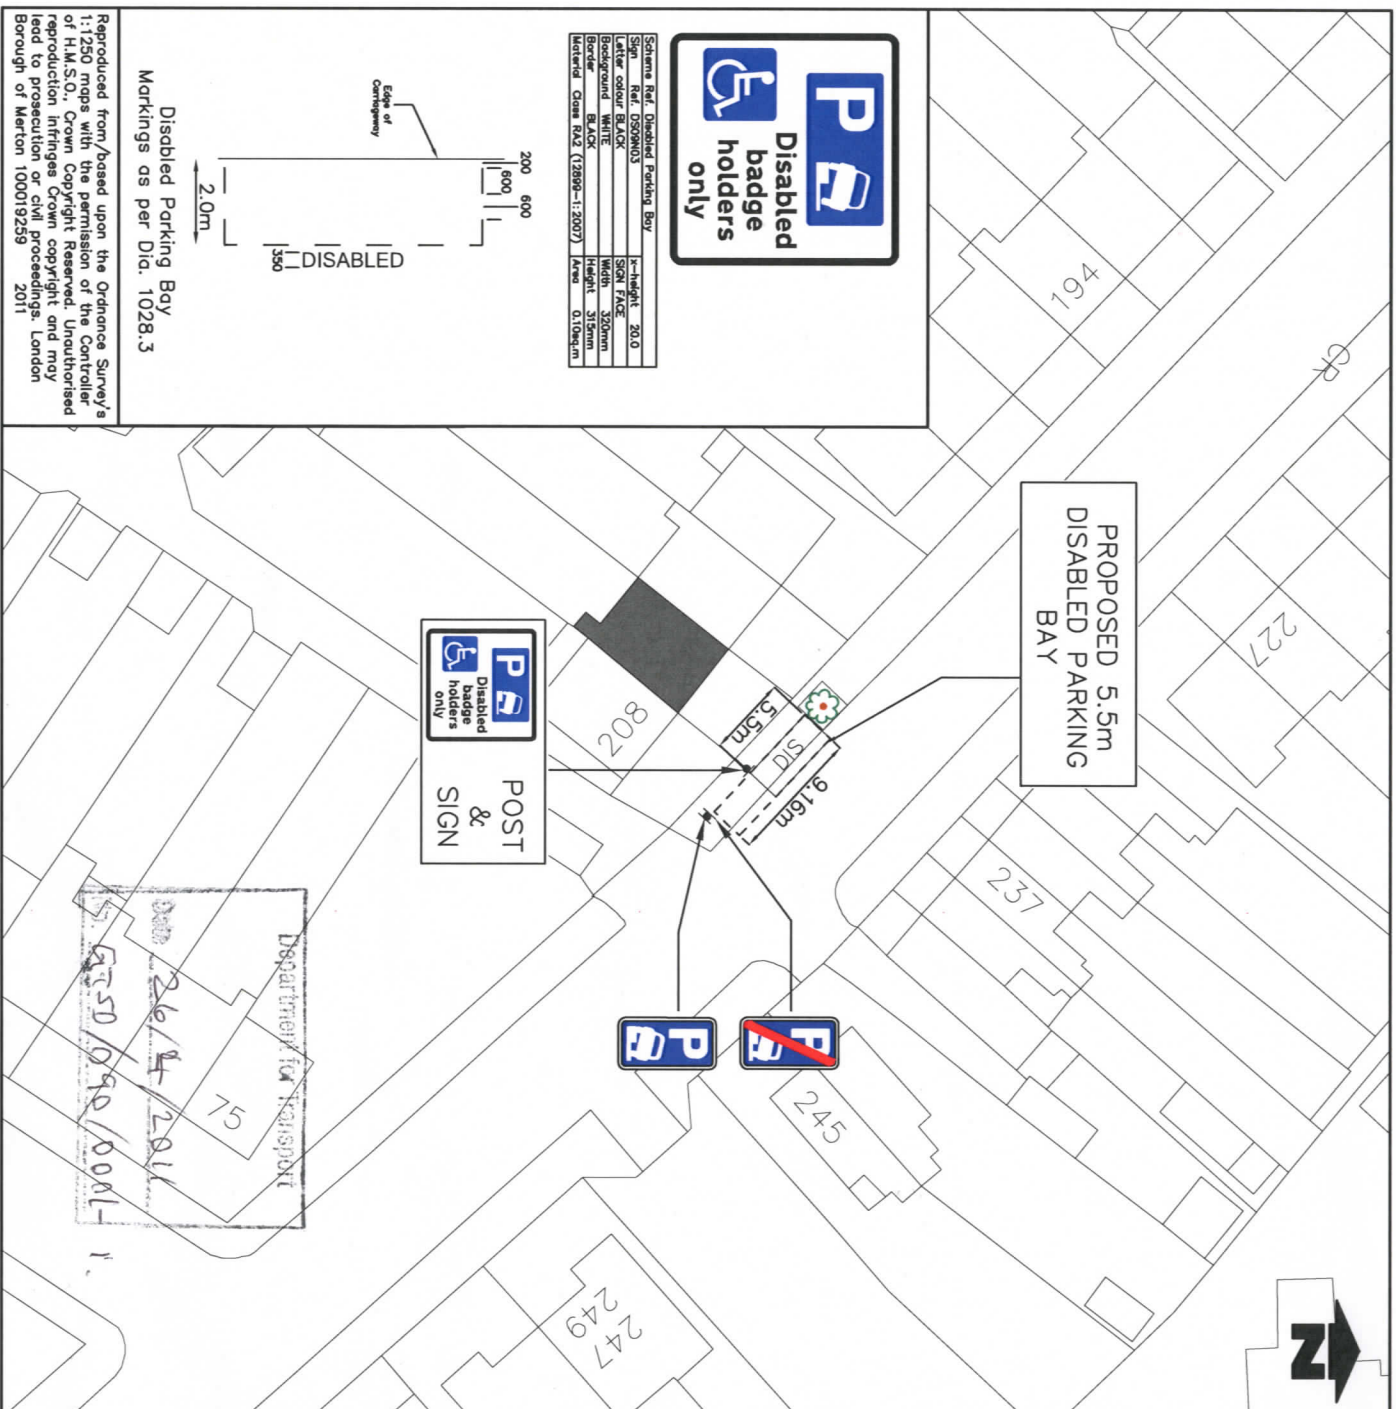 P
Disabled
badge
holders
only
Scheme Ref. Disabled Parking Bay
Sign Ref. DS09N03 x-height 20.0
Letter colour BLACK SIGN FACE
Background WHITE Width 320mm
Border BLACK Height 315mm
Material Class RA2 (12899-1:2007) Area 0.10sq.m
Edge of
Carriageway
200 600
600
DISABLED
350
2.0m
Disabled Parking Bay
Markings as per Dia. 1028.3
Reproduced from/based upon the Ordnance Survey's
1:1250 maps with the permission of the Controller
of H.M.S.O., Crown Copyright Reserved. Unauthorised
reproduction infringes Crown copyright and may
lead to prosecution or civil proceedings. London
Borough of Merton 100019259 2011
PROPOSED 5.5m
DISABLED PARKING
BAY
194
227
5.5m
DIS
9.16m
208
237
P
Disabled
badge
holders
only
POST
&
SIGN
P
P
245
247
249
75
Department for Transport
Date 26/4/2011
GT50/090/0001-
N